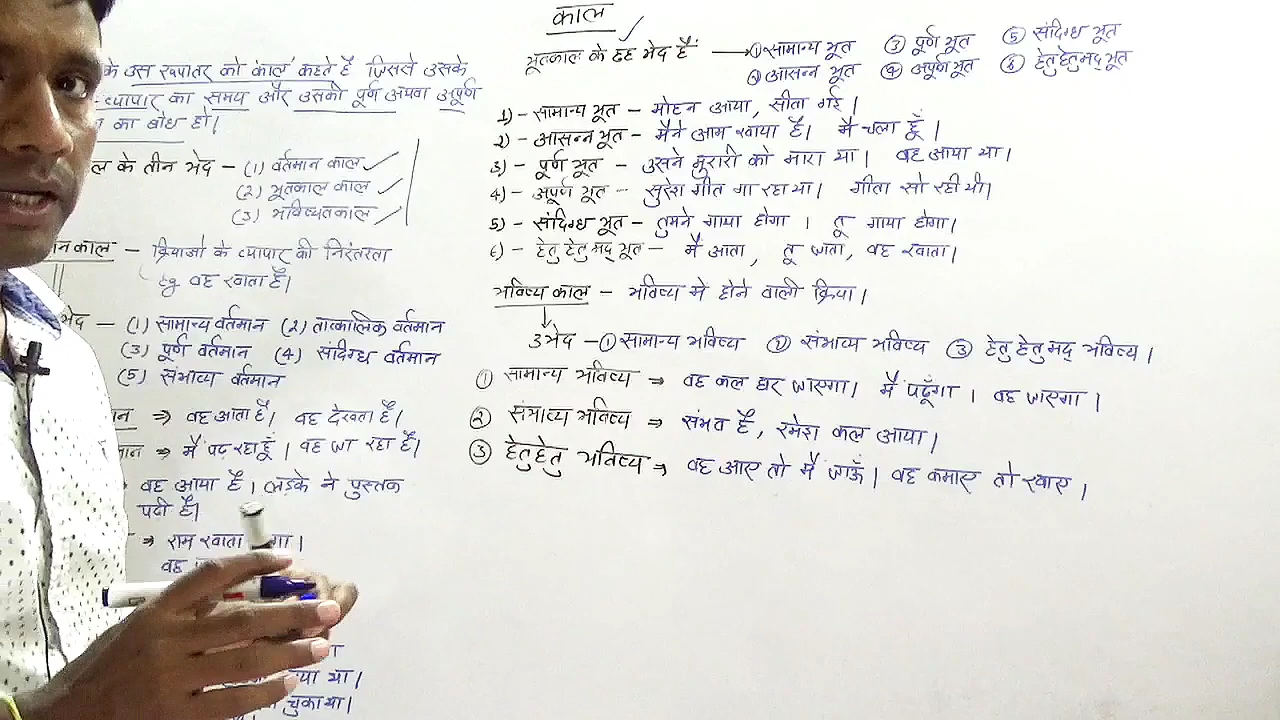 काल
के उस रूपांतर को काल कहते हैं जिससे उसके
व्यापार का समय और उसकी पूर्ण अथवा अपूर्ण
का बोध हो।
काल के तीन भेद - (1) वर्तमान काल
(2) भूतकाल काल
(3) भविष्यतकाल
काल - क्रियाओं के व्यापार की निरंतरता
वह खाता है।
भेद - (1) सामान्य वर्तमान (2) तात्कालिक वर्तमान
(3) पूर्ण वर्तमान (4) संदिग्ध वर्तमान
(5) संभाव्य वर्तमान
⇒ वह आता है। वह देखता है।
⇒ मैं पढ़ रहा हूँ। वह जा रहा है।
वह आया है। लड़के ने पुस्तक
पढ़ी है।
⇒ राम खाता
वह
था।
चुका था।
भूतकाल के छह भेद हैं → ① सामान्य भूत ③ पूर्ण भूत ⑤ संदिग्ध भूत
② आसन्न भूत ④ अपूर्ण भूत ⑥ हेतुहेतुमद् भूत
1) - सामान्य भूत - मोहन आया, सीता गई।
2) - आसन्न भूत - मैने आम खाया है। मैं चला हूँ।
3) - पूर्ण भूत - उसने मुरारी को मारा था। वह आया था।
4) - अपूर्ण भूत - सुरेश गीत गा रहा था। गीता सो रही थी।
5) - संदिग्ध भूत - तुमने गाया होगा। तू गाया होगा।
6) - हेतु हेतु मद् भूत - मैं आता, तू जाता, वह खाता।
भविष्य काल - भविष्य में होने वाली क्रिया।
3 भेद - ① सामान्य भविष्य ② संभाव्य भविष्य ③ हेतु हेतु मद् भविष्य।
① सामान्य भविष्य ⇒ वह कल घर जाएगा। मैं पढूँगा। वह जाएगा।
② संभाव्य भविष्य ⇒ संभव है, रमेश कल आया।
③ हेतुहेतु भविष्य ⇒ वह आए तो मैं जाऊँ। वह कमाए तो खाए।